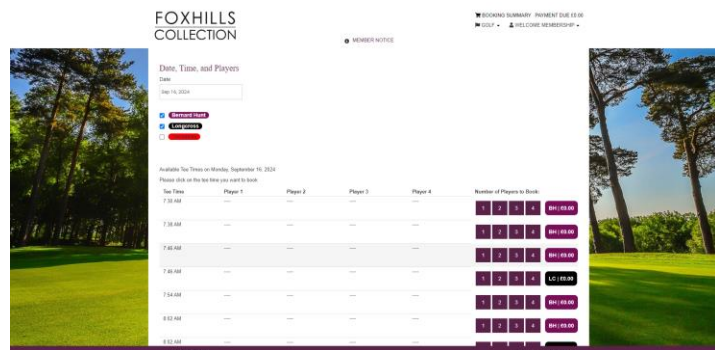 FOXHILLS
COLLECTION
BOOKING SUMMARY PAYMENT DUE £0.00
GOLF WELCOME MEMBERSHIP
MEMBER NOTICE
Date, Time, and Players
Date
Sep 16, 2024
Bernard Hunt
Longcross
Available Tee Times on Monday, September 16, 2024
Please click on the tee time you want to book
Tee Time Player 1 Player 2 Player 3 Player 4 Number of Players to Book:
7:30 AM --- --- --- ---
1 2 3 4 BH | £0.00
7:38 AM --- --- --- ---
1 2 3 4 BH | £0.00
7:46 AM --- --- --- ---
1 2 3 4 BH | £0.00
7:46 AM --- --- --- ---
1 2 3 4 LC | £0.00
7:54 AM --- --- --- ---
1 2 3 4 BH | £0.00
--- --- --- ---
1 2 3 4 BH | £0.00